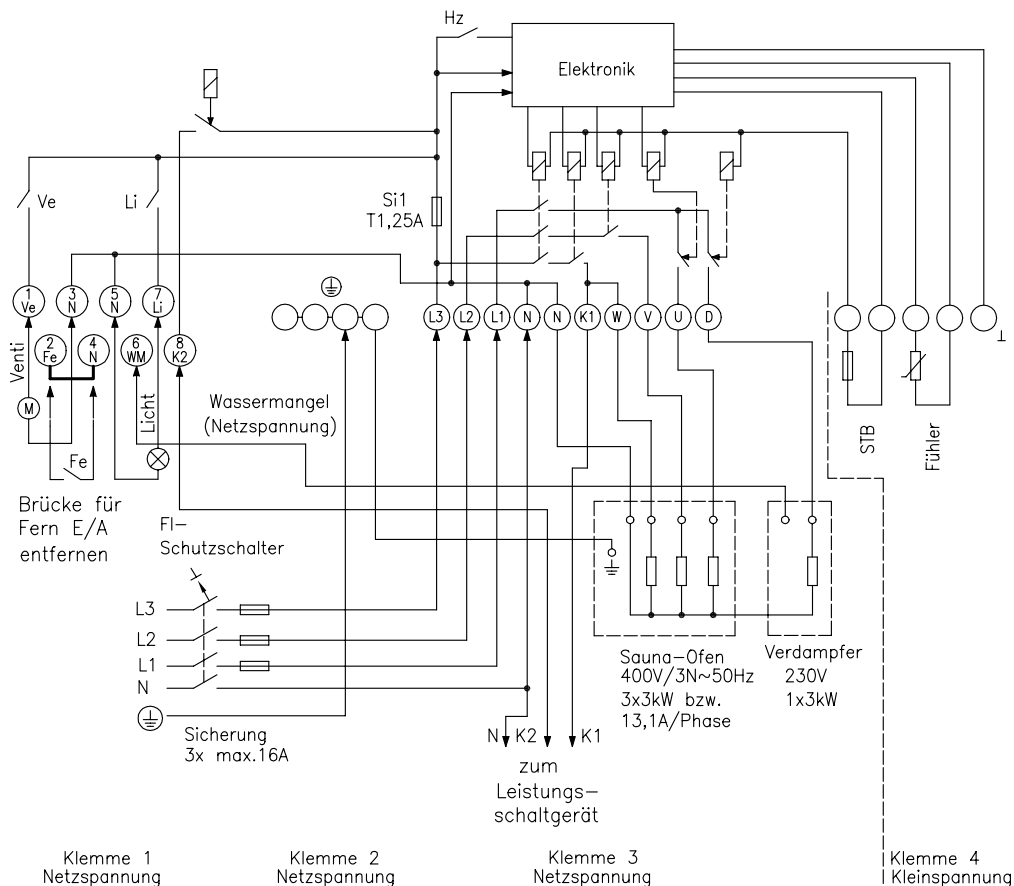 Hz
Elektronik
Ve
Li
Si1
T1,25A
1
Ve
3
N
5
N
7
Li
L3
L2
L1
N
N
K1
W
V
U
D
2
Fe
4
N
6
WM
8
K2
Venti
M
Licht
Wassermangel
(Netzspannung)
STB
Fühler
Fe
Brücke für
Fern E/A
entfernen
FI-
Schutzschalter
L3
L2
L1
N
Sicherung
3x max.16A
Sauna-Ofen
400V/3N~50Hz
3x3kW bzw.
13,1A/Phase
Verdampfer
230V
1x3kW
N K2 K1
zum
Leistungs-
schaltgerät
Klemme 1
Netzspannung
Klemme 2
Netzspannung
Klemme 3
Netzspannung
Klemme 4
Kleinspannung